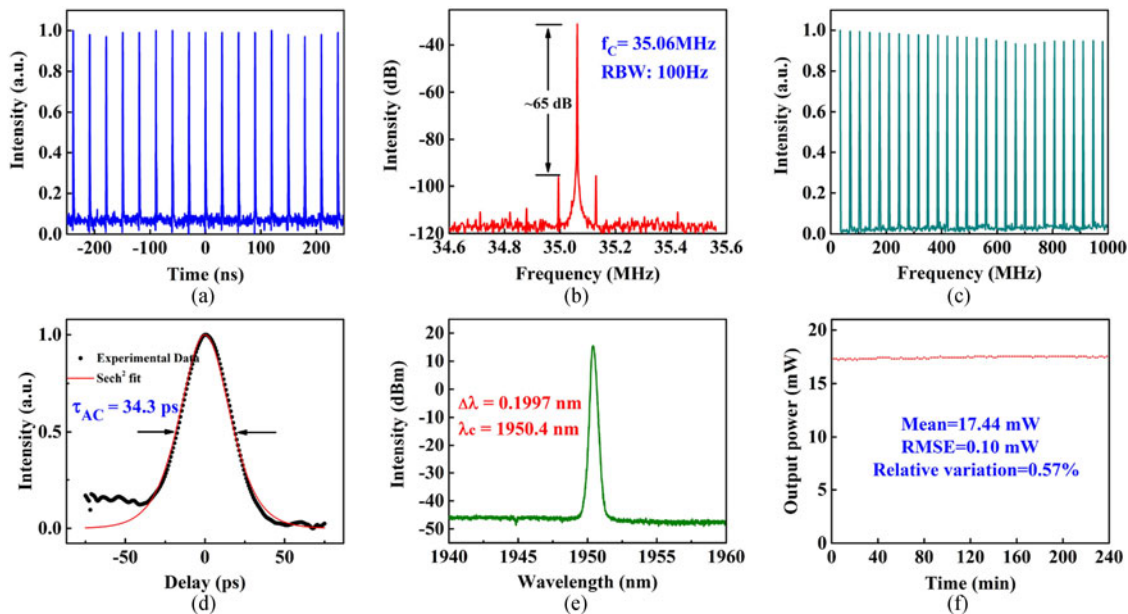 1.0
0.8
0.6
0.4
0.2
0.0
Intensity (a.u.)
-200
-100
0
100
200
Time (ns)
(a)
-40
-60
-80
-100
-120
Intensity (dB)
~65 dB
f_C= 35.06MHz
RBW: 100Hz
34.6
34.8
35.0
35.2
35.4
35.6
Frequency (MHz)
(b)
1.0
0.8
0.6
0.4
0.2
0.0
Intensity (a.u.)
200
400
600
800
1000
Frequency (MHz)
(c)
1.0
0.5
0.0
Intensity (a.u.)
Experimental Data
Sech² fit
τ_AC = 34.3 ps
-50
0
50
Delay (ps)
(d)
20
10
0
-10
-20
-30
-40
-50
Intensity (dBm)
Δλ = 0.1997 nm
λc = 1950.4 nm
1940
1945
1950
1955
1960
Wavelength (nm)
(e)
20
15
10
5
0
Output power (mW)
Mean=17.44 mW
RMSE=0.10 mW
Relative variation=0.57%
0
40
80
120
160
200
240
Time (min)
(f)